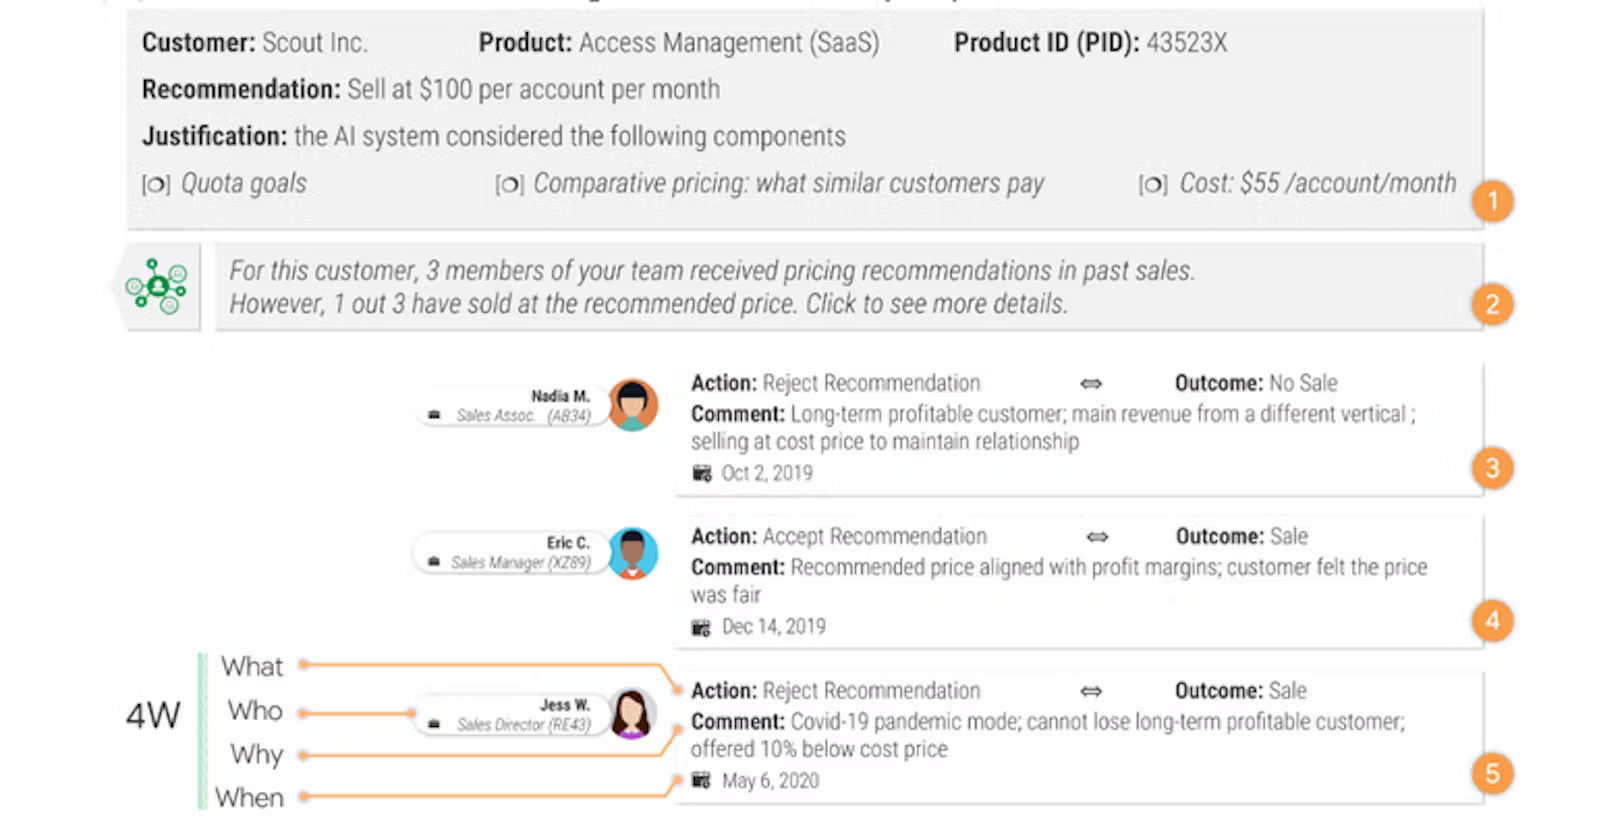 Customer: Scout Inc. Product: Access Management (SaaS) Product ID (PID): 43523X
Recommendation: Sell at $100 per account per month
Justification: the AI system considered the following components
Quota goals Comparative pricing: what similar customers pay Cost: $55 /account/month
1
For this customer, 3 members of your team received pricing recommendations in past sales.
However, 1 out 3 have sold at the recommended price. Click to see more details.
2
Nadia M.
Sales Assoc. (AB34)
Action: Reject Recommendation ⇔ Outcome: No Sale
Comment: Long-term profitable customer; main revenue from a different vertical ;
selling at cost price to maintain relationship
Oct 2, 2019
3
Eric C.
Sales Manager (XZ89)
Action: Accept Recommendation ⇔ Outcome: Sale
Comment: Recommended price aligned with profit margins; customer felt the price
was fair
Dec 14, 2019
4
4W
What
Who
Why
When
Jess W.
Sales Director (RE43)
Action: Reject Recommendation ⇔ Outcome: Sale
Comment: Covid-19 pandemic mode; cannot lose long-term profitable customer;
offered 10% below cost price
May 6, 2020
5